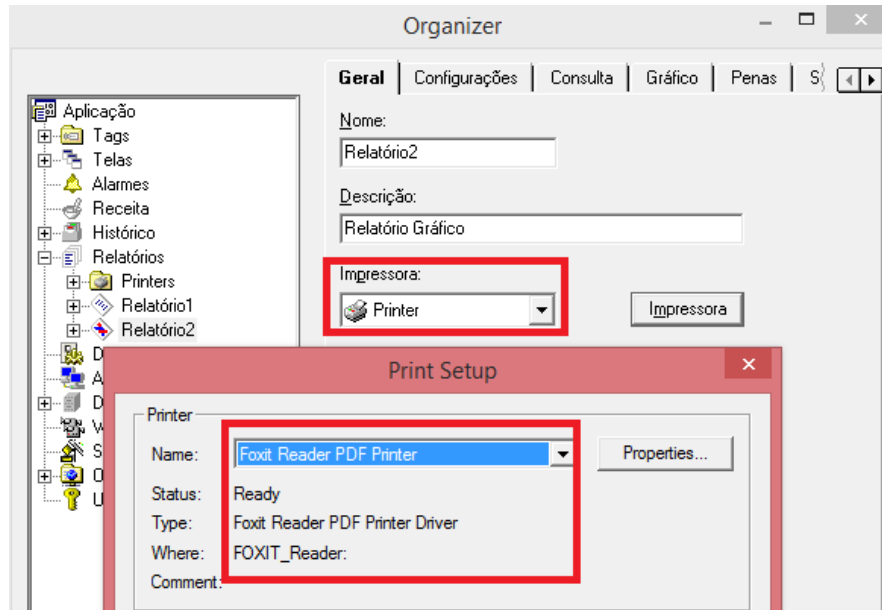 Organizer
Geral Configurações Consulta Gráfico Penas
Aplicação
Tags
Telas
Alarmes
Receita
Histórico
Relatórios
Printers
Relatório1
Relatório2
Nome:
Relatório2
Descrição:
Relatório Gráfico
Impressora:
Printer Impressora
Print Setup
Printer
Name: Foxit Reader PDF Printer Properties...
Status: Ready
Type: Foxit Reader PDF Printer Driver
Where: FOXIT_Reader:
Comment: